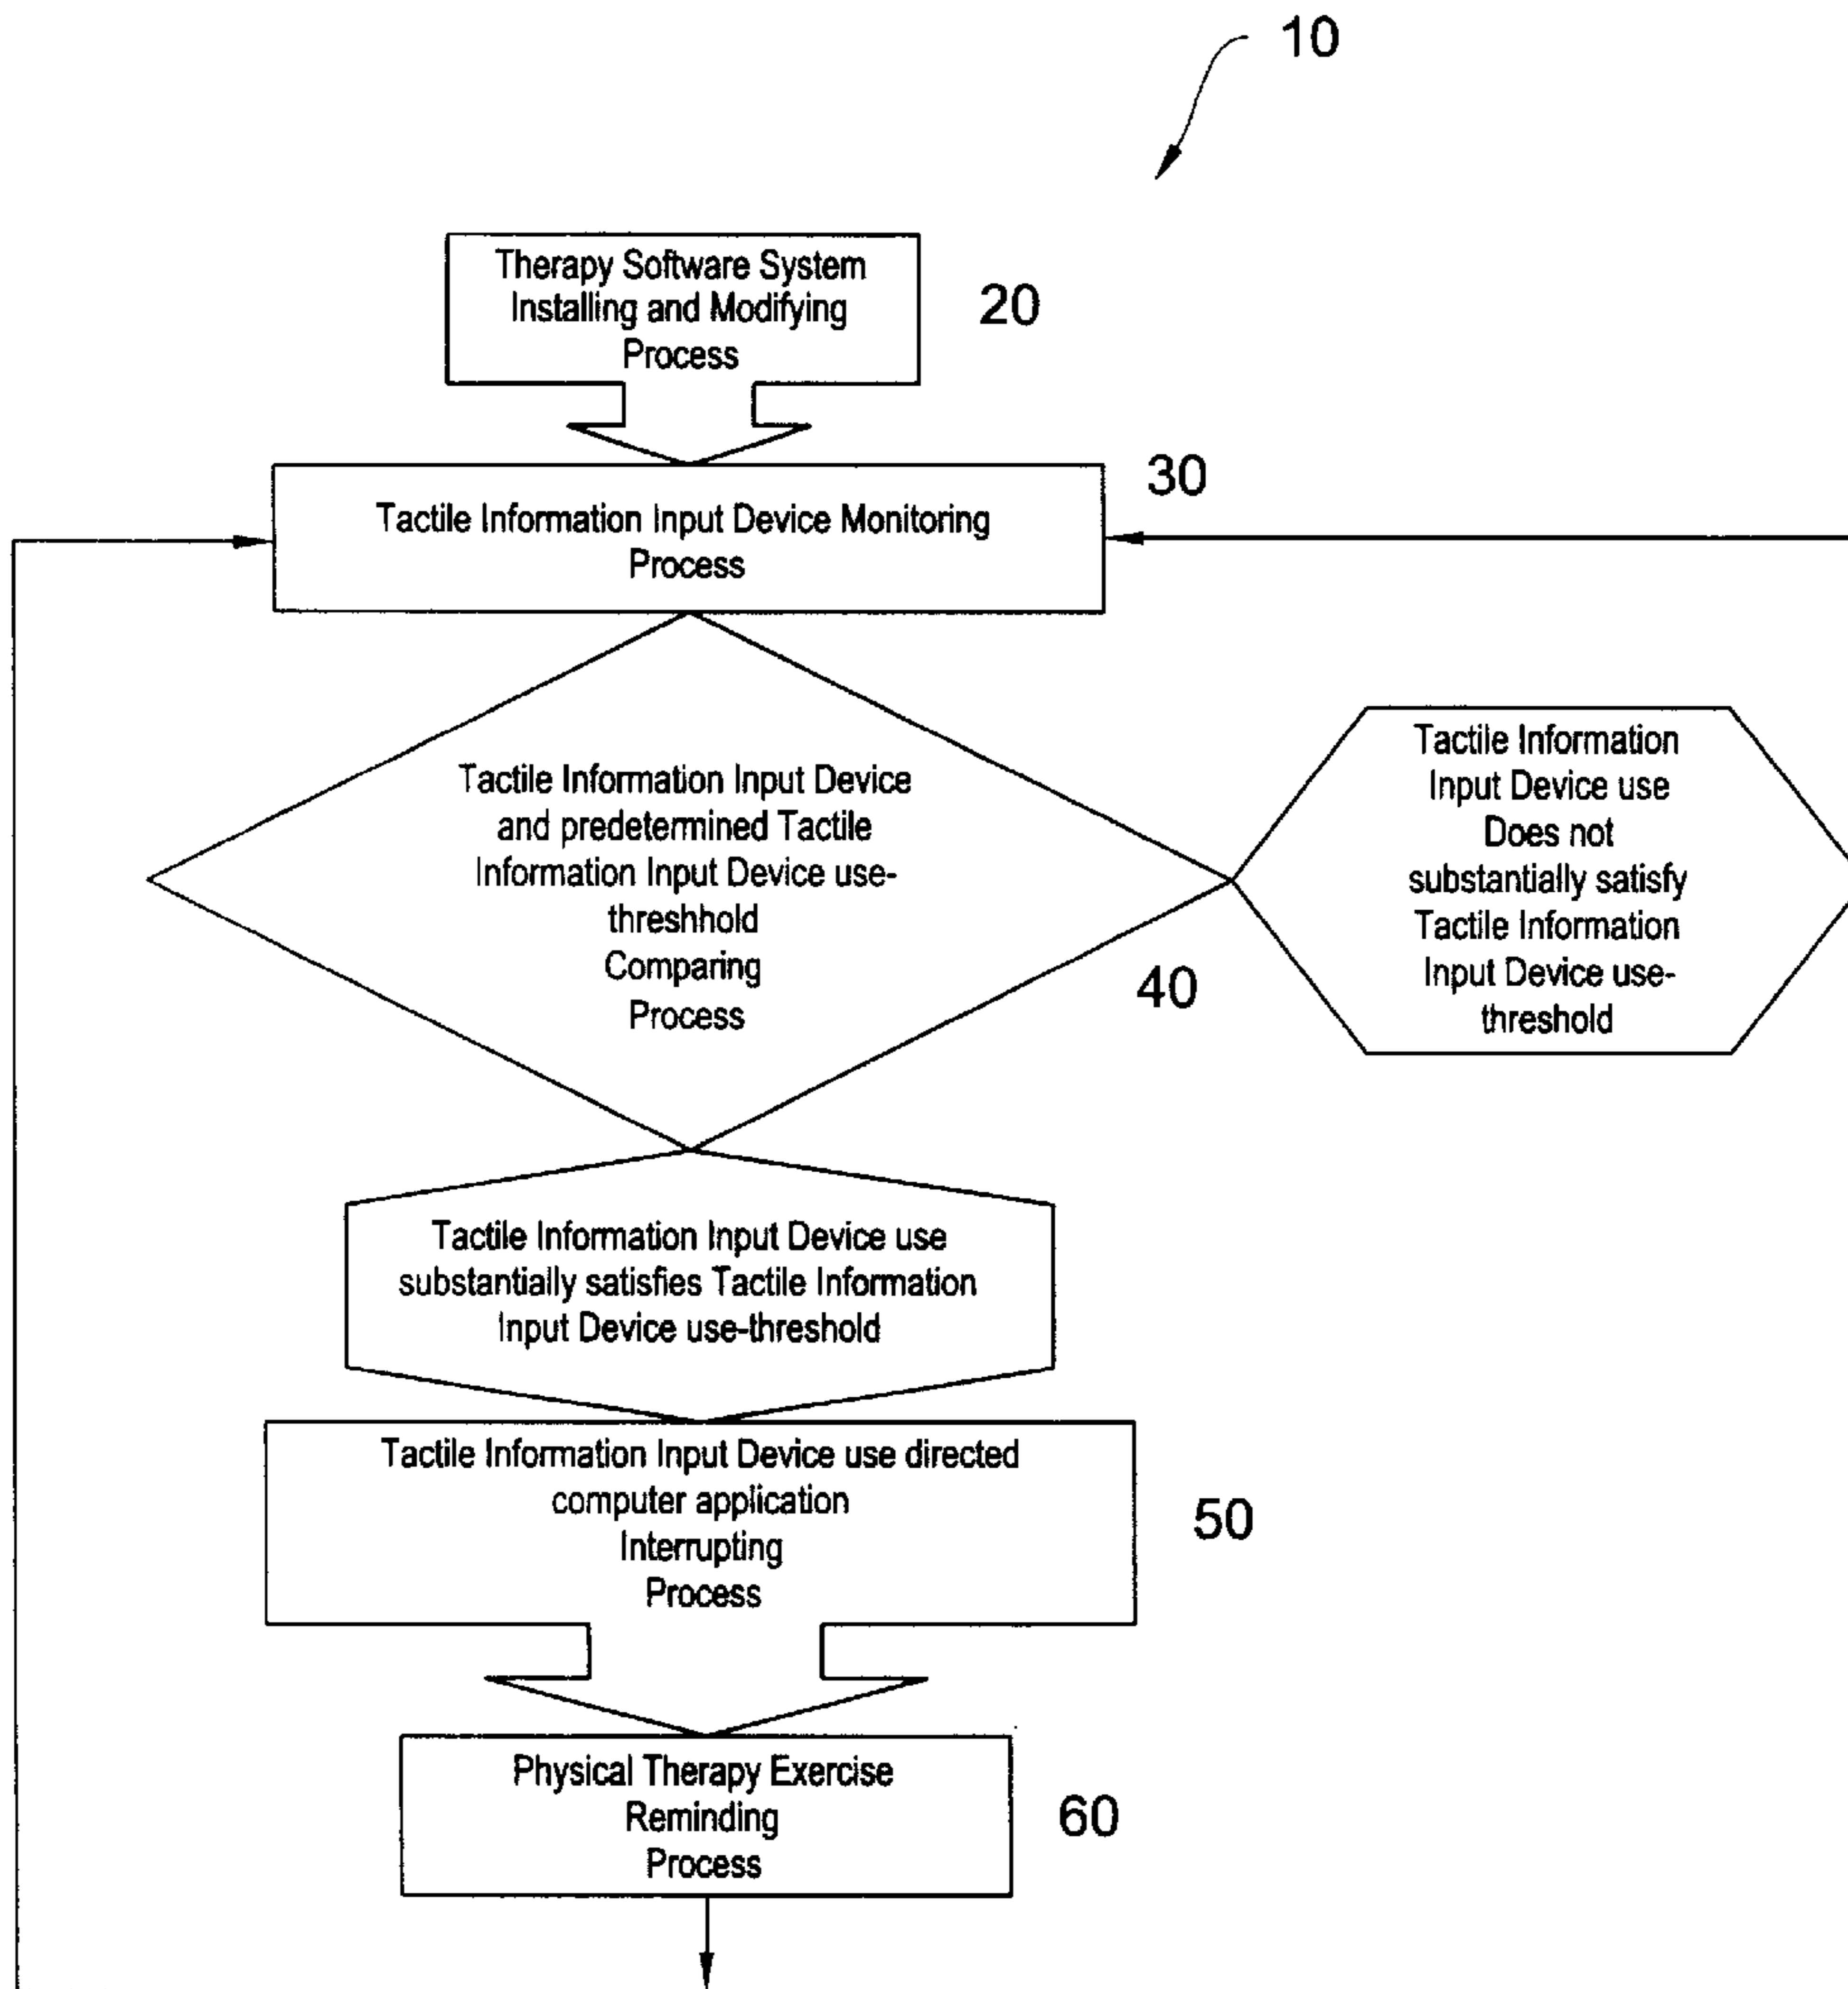 10
Therapy Software System
Installing and Modifying
Process
20
30
Tactile Information Input Device Monitoring
Process
Tactile Information Input Device
and predetermined Tactile
Information Input Device use-
threshhold
Comparing
Process
40
Tactile Information
Input Device use
Does not
substantially satisfy
Tactile Information
Input Device use-
threshold
Tactile Information Input Device use
substantially satisfies Tactile Information
Input Device use-threshold
Tactile Information Input Device use directed
computer application
Interrupting
Process
50
Physical Therapy Exercise
Reminding
Process
60